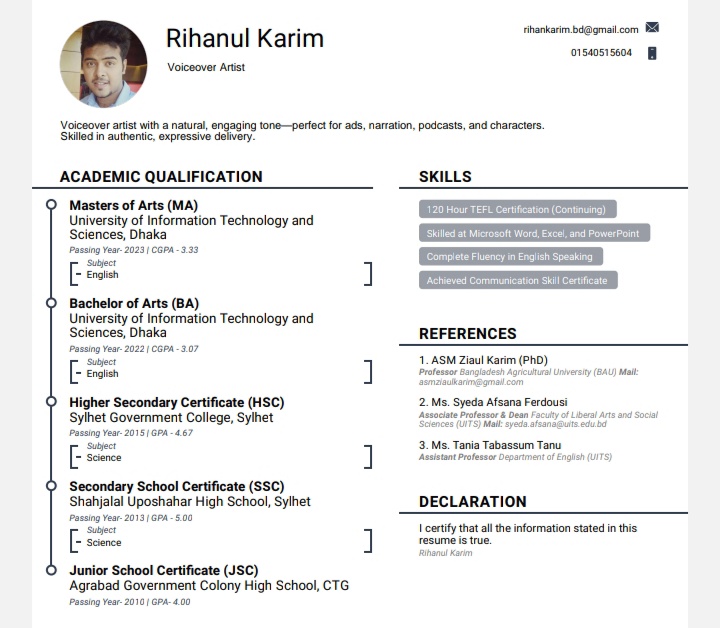 Rihanul Karim
Voiceover Artist
rihankarim.bd@gmail.com
01540515604
Voiceover artist with a natural, engaging tone—perfect for ads, narration, podcasts, and characters.
Skilled in authentic, expressive delivery.
ACADEMIC QUALIFICATION
Masters of Arts (MA)
University of Information Technology and
Sciences, Dhaka
Passing Year- 2023 | CGPA - 3.33
Subject
- English
Bachelor of Arts (BA)
University of Information Technology and
Sciences, Dhaka
Passing Year- 2022 | CGPA - 3.07
Subject
- English
Higher Secondary Certificate (HSC)
Sylhet Government College, Sylhet
Passing Year- 2015 | GPA - 4.67
Subject
- Science
Secondary School Certificate (SSC)
Shahjalal Uposhahar High School, Sylhet
Passing Year- 2013 | GPA - 5.00
Subject
- Science
Junior School Certificate (JSC)
Agrabad Government Colony High School, CTG
Passing Year- 2010 | GPA- 4.00
SKILLS
120 Hour TEFL Certification (Continuing)
Skilled at Microsoft Word, Excel, and PowerPoint
Complete Fluency in English Speaking
Achieved Communication Skill Certificate
REFERENCES
1. ASM Ziaul Karim (PhD)
Professor Bangladesh Agricultural University (BAU) Mail:
asmziaulkarim@gmail.com
2. Ms. Syeda Afsana Ferdousi
Associate Professor & Dean Faculty of Liberal Arts and Social
Sciences (UITS) Mail: syeda.afsana@uits.edu.bd
3. Ms. Tania Tabassum Tanu
Assistant Professor Department of English (UITS)
DECLARATION
I certify that all the information stated in this
resume is true.
Rihanul Karim